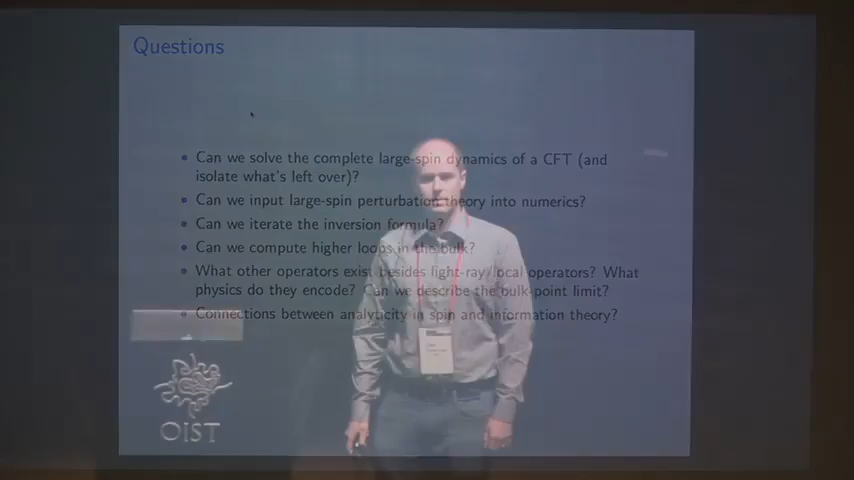 Questions
• Can we solve the complete large-spin dynamics of a CFT (and
isolate what's left over)?
• Can we input large-spin perturbation theory into numerics?
• Can we iterate the inversion formula?
• Can we compute higher loops in the bulk?
• What other operators exist besides light-ray/local operators? What
physics do they encode? Can we describe the bulk-point limit?
• Connections between analyticity in spin and information theory?
OIST